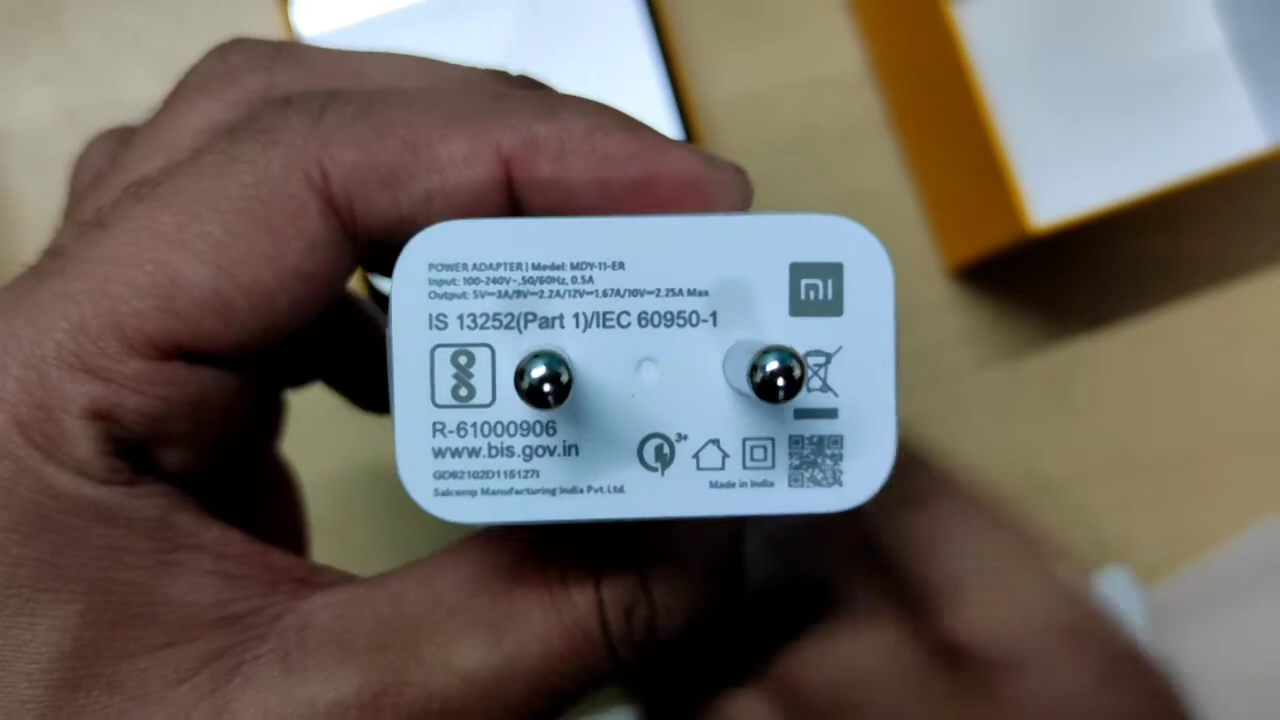 POWER ADAPTER | Model: MDY-11-ER
Input: 100-240V~,50/60Hz, 0.5A
Output: 5V⎓3A/9V⎓2.2A/12V⎓1.67A/10V⎓2.25A Max
mi
IS 13252(Part 1)/IEC 60950-1
R-61000906
www.bis.gov.in
3+
GD62102D115127I
Salcomp Manufacturing India Pvt. Ltd.
Made in India